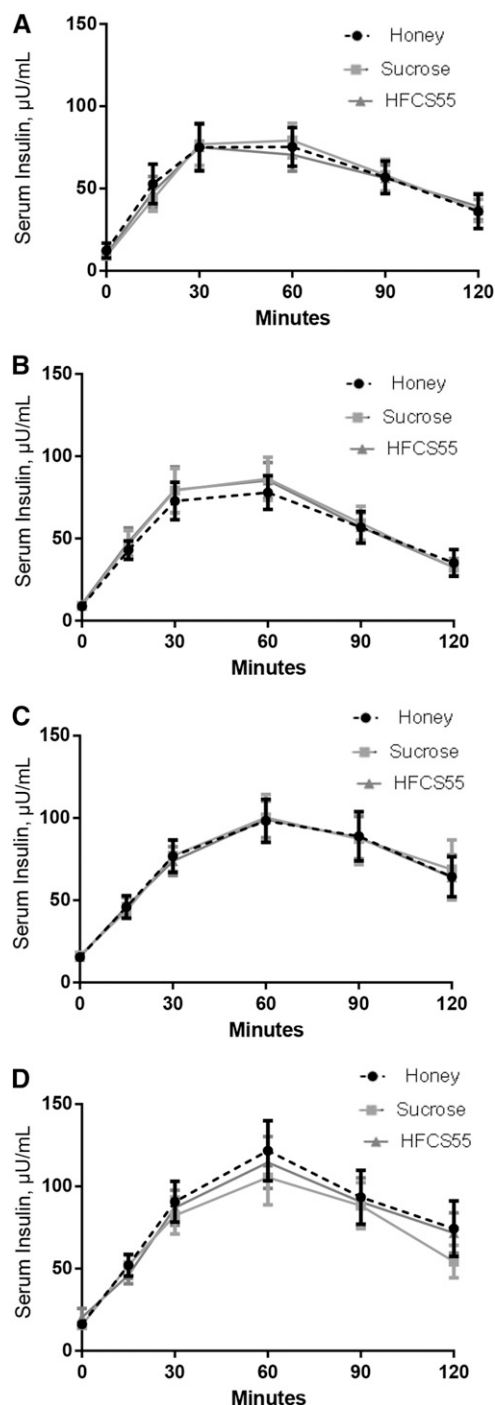 A
Honey
Sucrose
HFCS55
Serum Insulin, µU/mL
150
100
50
0
0 30 60 90 120
Minutes
B
Honey
Sucrose
HFCS55
Serum Insulin, µU/mL
150
100
50
0
0 30 60 90 120
Minutes
C
Honey
Sucrose
HFCS55
Serum Insulin, µU/mL
150
100
50
0
0 30 60 90 120
Minutes
D
Honey
Sucrose
HFCS55
Serum Insulin, µU/mL
150
100
50
0
0 30 60 90 120
Minutes